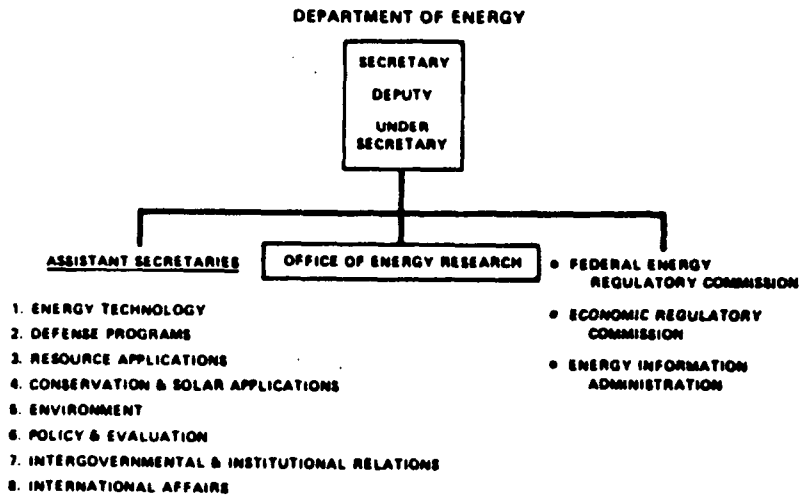 DEPARTMENT OF ENERGY
SECRETARY
DEPUTY
UNDER
SECRETARY
ASSISTANT SECRETARIES
1. ENERGY TECHNOLOGY
2. DEFENSE PROGRAMS
3. RESOURCE APPLICATIONS
4. CONSERVATION & SOLAR APPLICATIONS
5. ENVIRONMENT
6. POLICY & EVALUATION
7. INTERGOVERNMENTAL & INSTITUTIONAL RELATIONS
8. INTERNATIONAL AFFAIRS
OFFICE OF ENERGY RESEARCH
• FEDERAL ENERGY
REGULATORY COMMISSION
• ECONOMIC REGULATORY
COMMISSION
• ENERGY INFORMATION
ADMINISTRATION